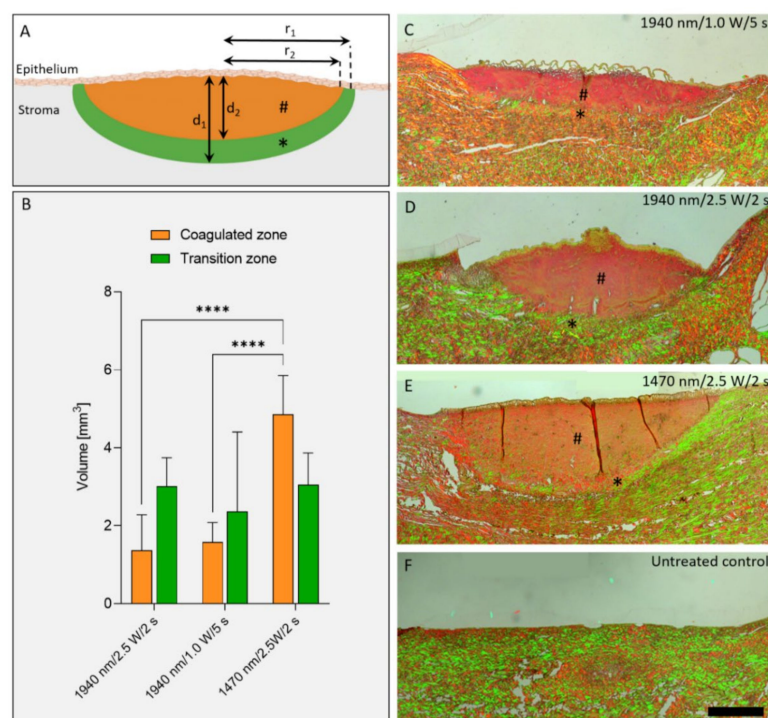 A
r1
r2
Epithelium
Stroma
d1
d2
#
*
B
Coagulated zone
Transition zone
****
****
8
6
4
2
0
Volume [mm3]
1940 nm/2.5 W/2 s
1940 nm/1.0 W/5 s
1470 nm/2.5W/2 s
C
1940 nm/1.0 W/5 s
#
*
D
1940 nm/2.5 W/2 s
#
*
E
1470 nm/2.5 W/2 s
#
*
F
Untreated control